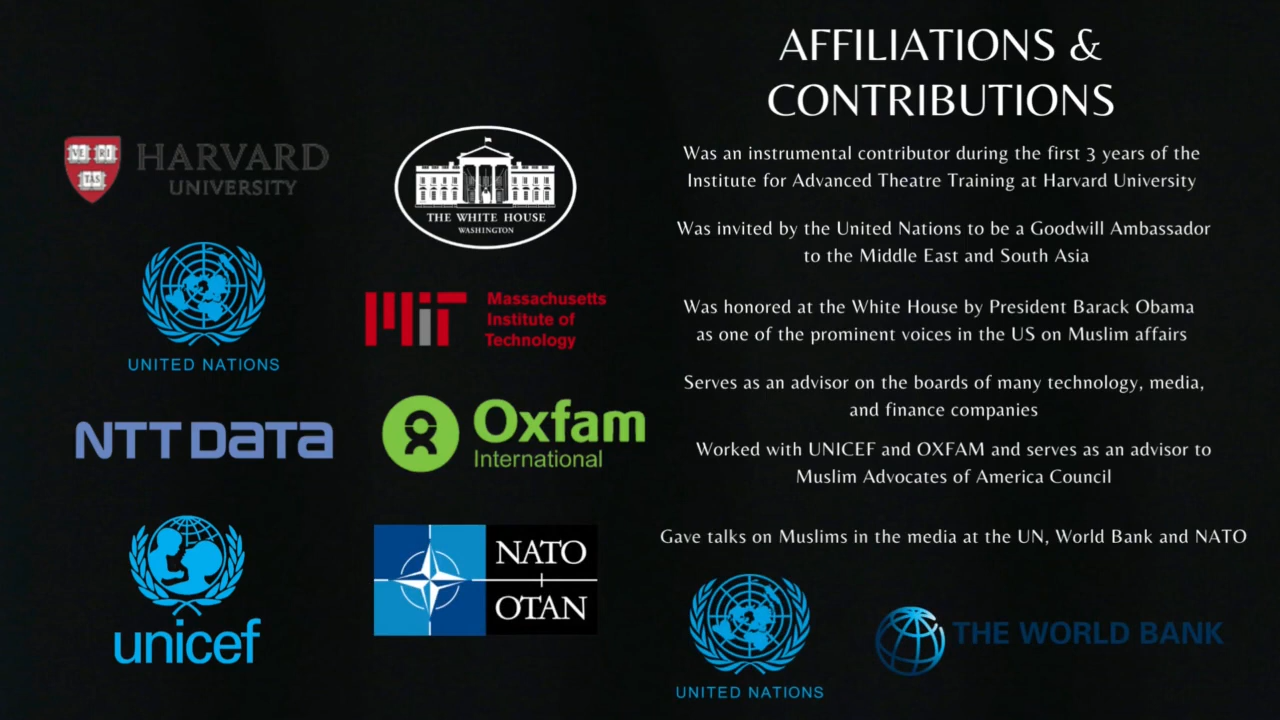 AFFILIATIONS &
CONTRIBUTIONS
VE RI
TAS
HARVARD
UNIVERSITY
THE WHITE HOUSE
WASHINGTON
UNITED NATIONS
MiT
Massachusetts
Institute of
Technology
NTT DATA
Oxfam
International
unicef
NATO
OTAN
Was an instrumental contributor during the first 3 years of the
Institute for Advanced Theatre Training at Harvard University
Was invited by the United Nations to be a Goodwill Ambassador
to the Middle East and South Asia
Was honored at the White House by President Barack Obama
as one of the prominent voices in the US on Muslim affairs
Serves as an advisor on the boards of many technology, media,
and finance companies
Worked with UNICEF and OXFAM and serves as an advisor to
Muslim Advocates of America Council
Gave talks on Muslims in the media at the UN, World Bank and NATO
UNITED NATIONS
THE WORLD BANK